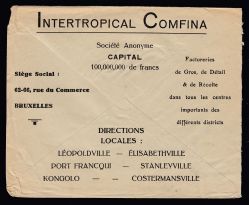 INTERTROPICAL COMFINA
Société Anonyme
CAPITAL
100,000,000 de francs
Siège Social :
62-66, rue du Commerce
BRUXELLES
Factoreries
de Gros, de Détail
& de Récolte
dans tous les centres
importants des
différents districts
DIRECTIONS
LOCALES :
LÉOPOLDVILLE — ÉLISABETHVILLE
PORT FRANCQUI — STANLEYVILLE
KONGOLO — COSTERMANSVILLE